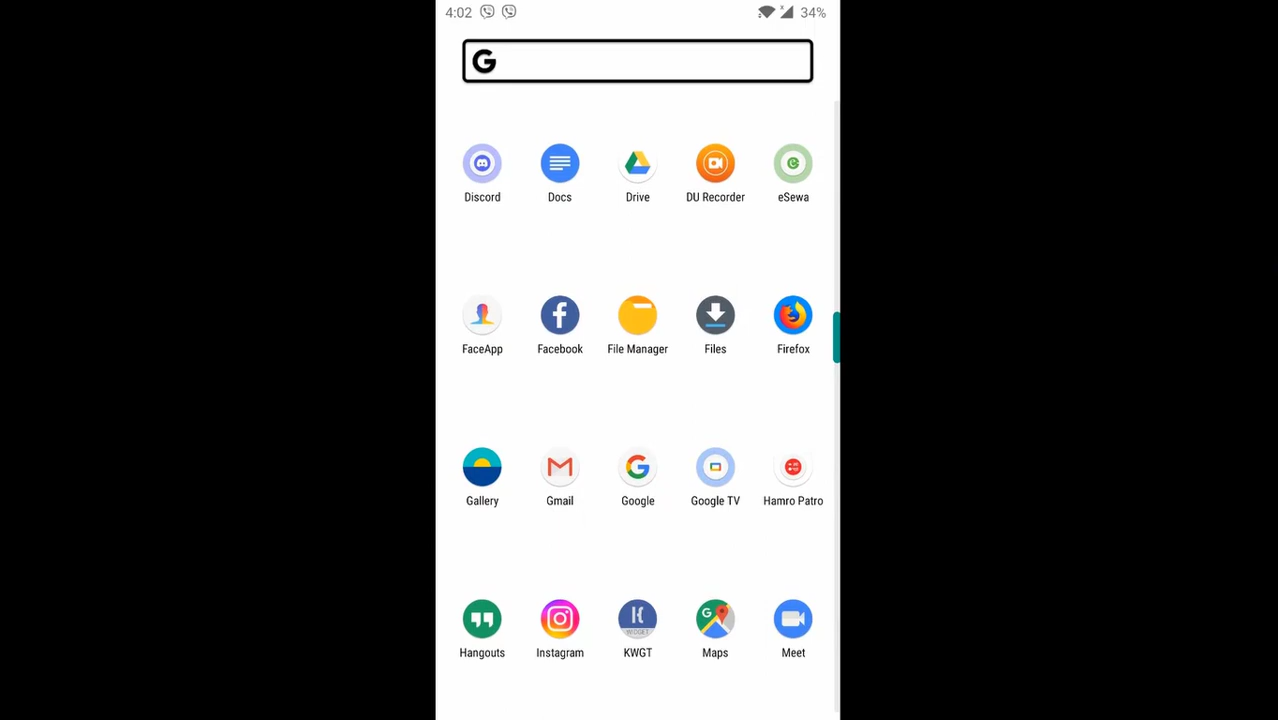 4:02 34%
G
Discord Docs Drive DU Recorder eSewa
FaceApp Facebook File Manager Files Firefox
Gallery Gmail Google Google TV Hamro Patro
WIDGET
Hangouts Instagram KWGT Maps Meet